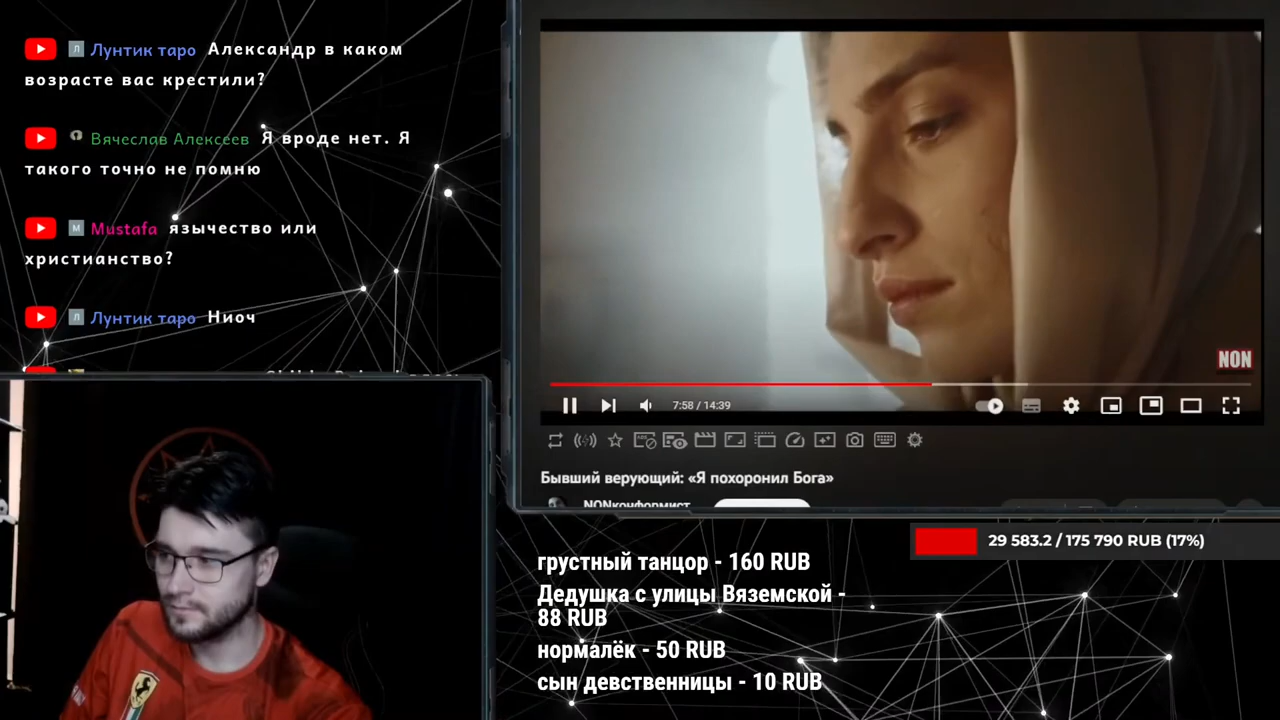 Лунтик таро Александр в каком
возрасте вас крестили?
Вячеслав Алексеев Я вроде нет. Я
такого точно не помню
Mustafa язычество или
христианство?
Лунтик таро Ниоч
NON
7:58 / 14:39
Бывший верующий: «Я похоронил Бога»
NONконформист
29 583.2 / 175 790 RUB (17%)
грустный танцор - 160 RUB
Дедушка с улицы Вяземской -
88 RUB
нормалёк - 50 RUB
сын девственницы - 10 RUB